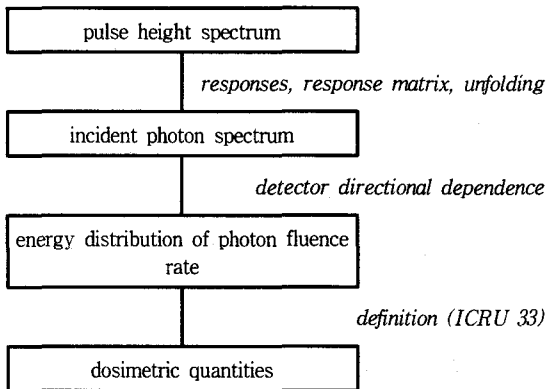 pulse height spectrum
responses, response matrix, unfolding
incident photon spectrum
detector directional dependence
energy distribution of photon fluence
rate
definition (ICRU 33)
dosimetric quantities